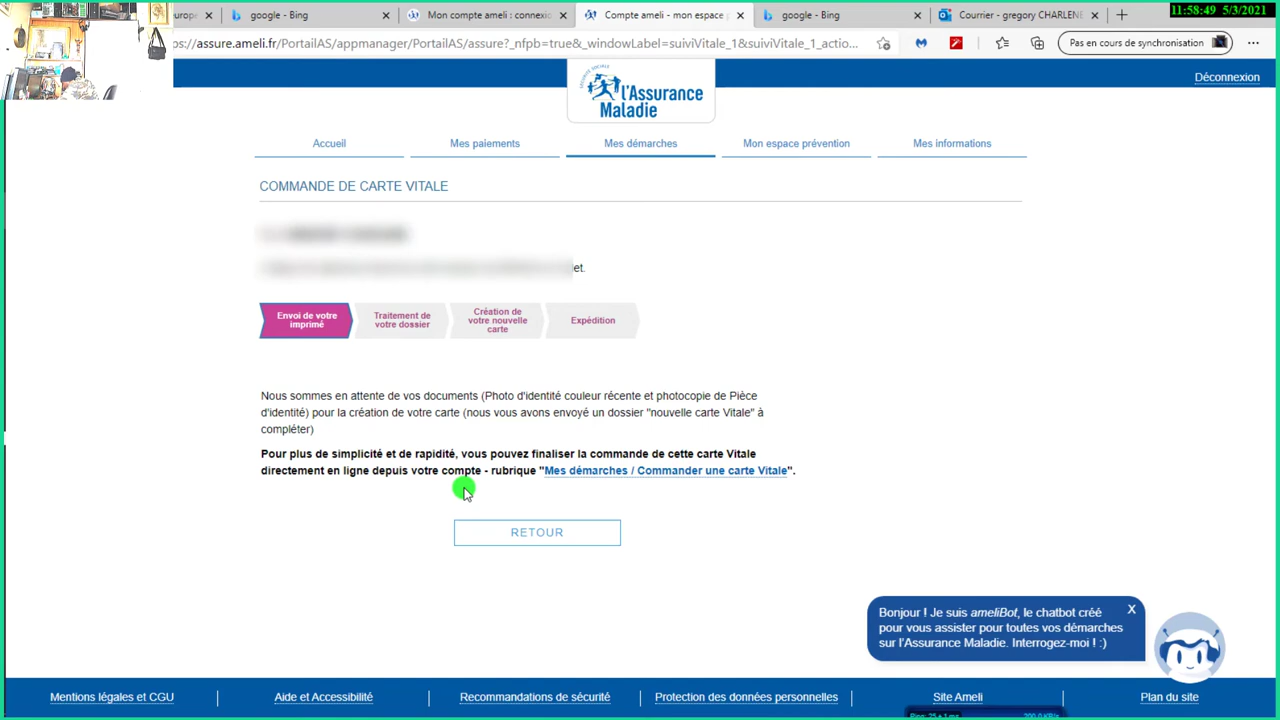 europe
google - Bing
Mon compte ameli : connexio
Compte ameli - mon espace p
google - Bing
Courrier - gregory CHARLENE
11:58:49 5/3/2021
ps://assure.ameli.fr/PortailAS/appmanager/PortailAS/assure?_nfpb=true&_windowLabel=suiviVitale_1&suiviVitale_1_actio...
Pas en cours de synchronisation
Déconnexion
SÉCURITÉ SOCIALE
l'Assurance
Maladie
Accueil
Mes paiements
Mes démarches
Mon espace prévention
Mes informations
COMMANDE DE CARTE VITALE
et.
Envoi de votre
imprimé
Traitement de
votre dossier
Création de
votre nouvelle
carte
Expédition
Nous sommes en attente de vos documents (Photo d'identité couleur récente et photocopie de Pièce
d'identité) pour la création de votre carte (nous vous avons envoyé un dossier "nouvelle carte Vitale" à
compléter)
Pour plus de simplicité et de rapidité, vous pouvez finaliser la commande de cette carte Vitale
directement en ligne depuis votre compte - rubrique "Mes démarches / Commander une carte Vitale".
RETOUR
Bonjour ! Je suis ameliBot, le chatbot créé
pour vous assister pour toutes vos démarches
sur l'Assurance Maladie. Interrogez-moi ! :)
X
Mentions légales et CGU
Aide et Accessibilité
Recommandations de sécurité
Protection des données personnelles
Site Ameli
Plan du site